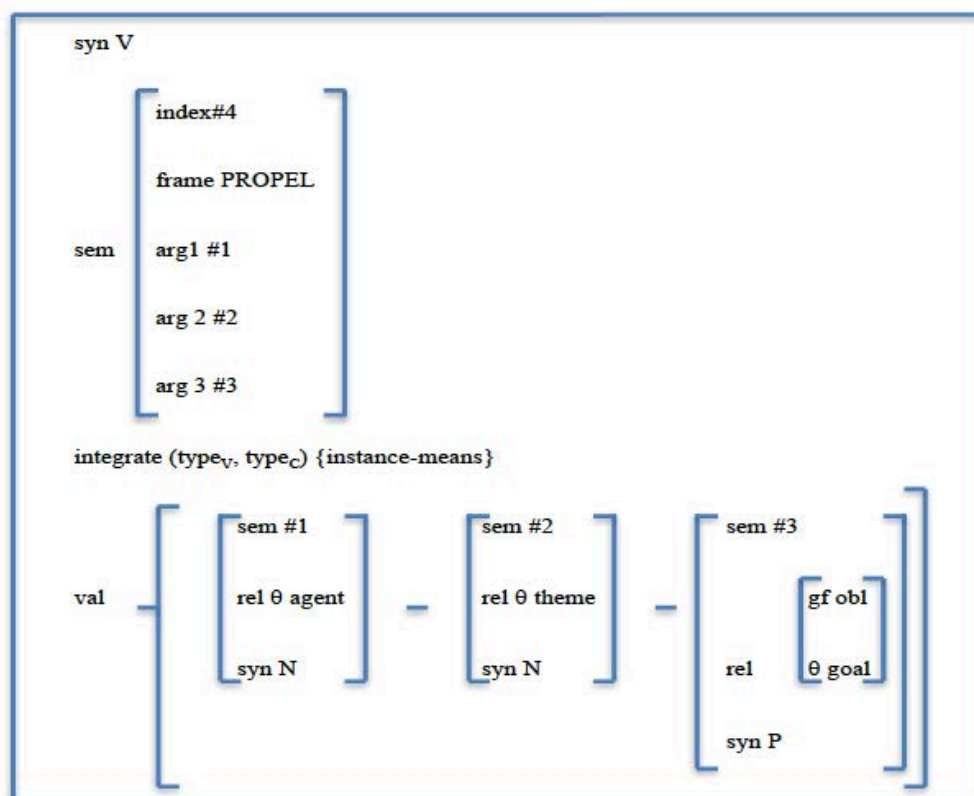 syn V
index#4
frame PROPEL
sem arg1 #1
arg 2 #2
arg 3 #3
integrate (typeV, typeC) {instance-means}
sem #1 sem #2 sem #3
gf obl
val rel θ agent rel θ theme
syn N syn N rel θ goal
syn P